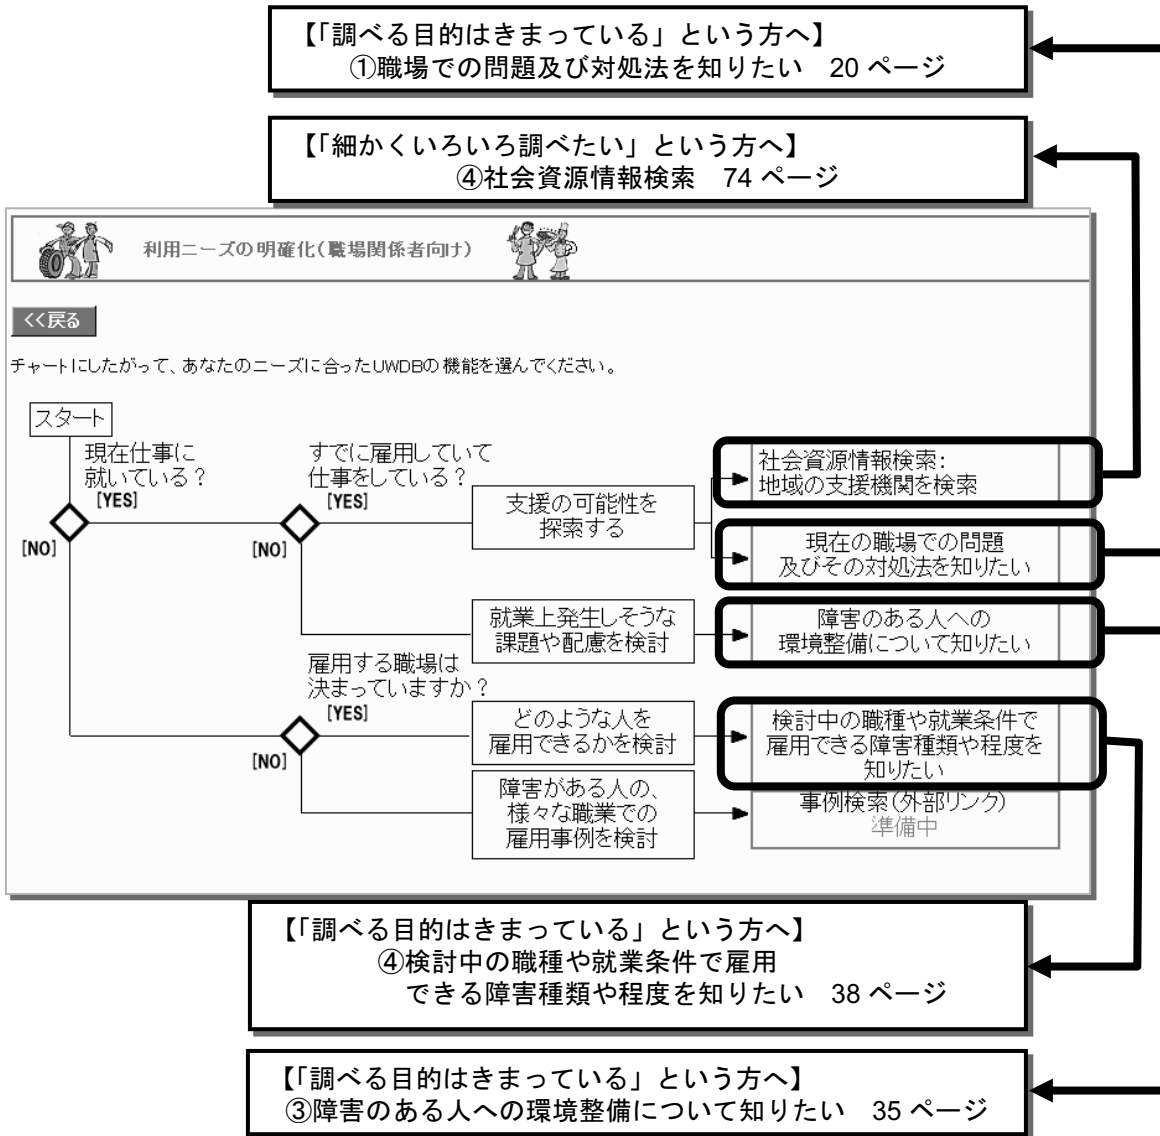 【「調べる目的はきまっている」という方へ】
①職場での問題及び対処法を知りたい　20 ページ
【「細かくいろいろ調べたい」という方へ】
④社会資源情報検索　74 ページ
利用ニーズの明確化(職場関係者向け)
<<戻る
チャートにしたがって、あなたのニーズに合ったUWDBの機能を選んでください。
スタート
現在仕事に
就いている？
[YES]
[NO]
すでに雇用していて
仕事をしている？
[YES]
[NO]
支援の可能性を
探索する
社会資源情報検索:
地域の支援機関を検索
現在の職場での問題
及びその対処法を知りたい
就業上発生しそうな
課題や配慮を検討
障害のある人への
環境整備について知りたい
雇用する職場は
決まっていますか？
[YES]
[NO]
どのような人を
雇用できるかを検討
検討中の職種や就業条件で
雇用できる障害種類や程度を
知りたい
障害がある人の、
様々な職業での
雇用事例を検討
事例検索(外部リンク)
準備中
【「調べる目的はきまっている」という方へ】
④検討中の職種や就業条件で雇用
できる障害種類や程度を知りたい　38 ページ
【「調べる目的はきまっている」という方へ】
③障害のある人への環境整備について知りたい　35 ページ